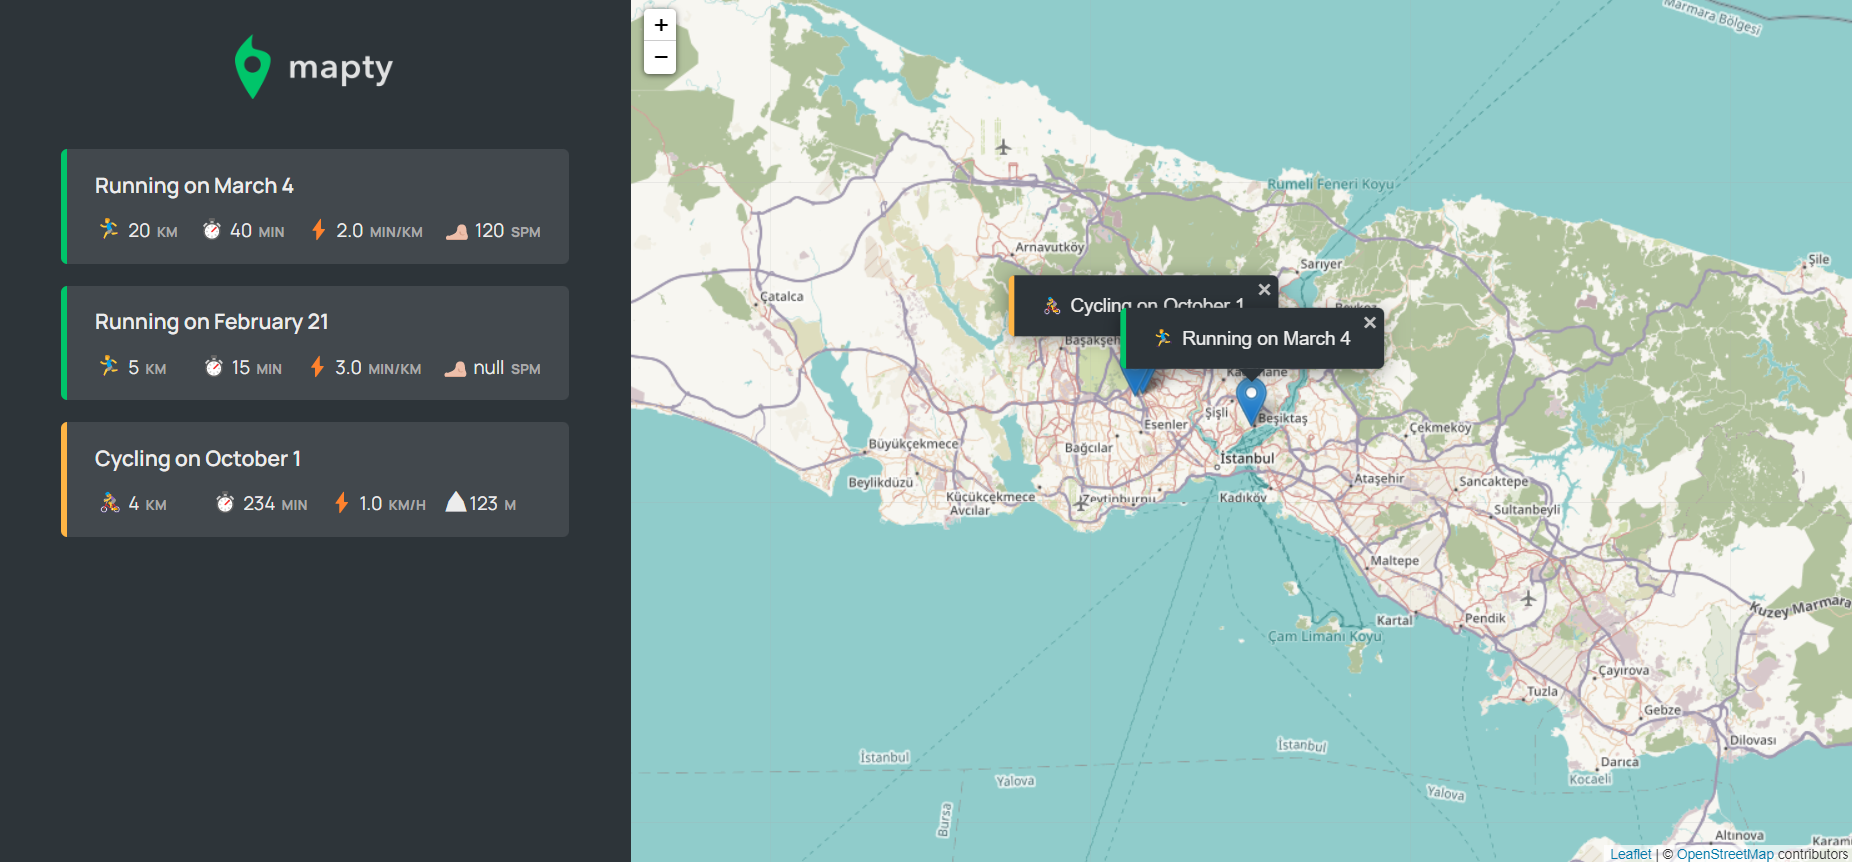 mapty
Running on March 4
20 KM 40 MIN 2.0 MIN/KM 120 SPM
Running on February 21
5 KM 15 MIN 3.0 MIN/KM null SPM
Cycling on October 1
4 KM 234 MIN 1.0 KM/H 123 M
+
−
Marmara Bölgesi
Rumeli Feneri Koyu
Arnavutköy
Sarıyer
Şile
Çatalca
Cycling on October 1 ×
Beykoz
Running on March 4 ×
Başakşeh
Kağıthane
Şişli
Beşiktaş
Esenler
Çekmeköy
Büyükçekmece
Bağcılar
İstanbul
Beylikdüzü
Ataşehir
Sancaktepe
Küçükçekmece
Zeytinburnu
Kadıköy
Avcılar
Sultanbeyli
Maltepe
Kuzey Marmara
Kartal
Pendik
Çam Limanı Koyu
Çayırova
Tuzla
Gebze
Dilovası
İstanbul
İstanbul
Yalova
Darıca
Kocaeli
Yalova
Bursa
Altınova
Karam
Leaflet | © OpenStreetMap contributors